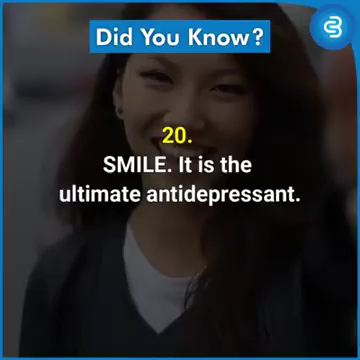 Did You Know?
20.
SMILE. It is the
ultimate antidepressant.